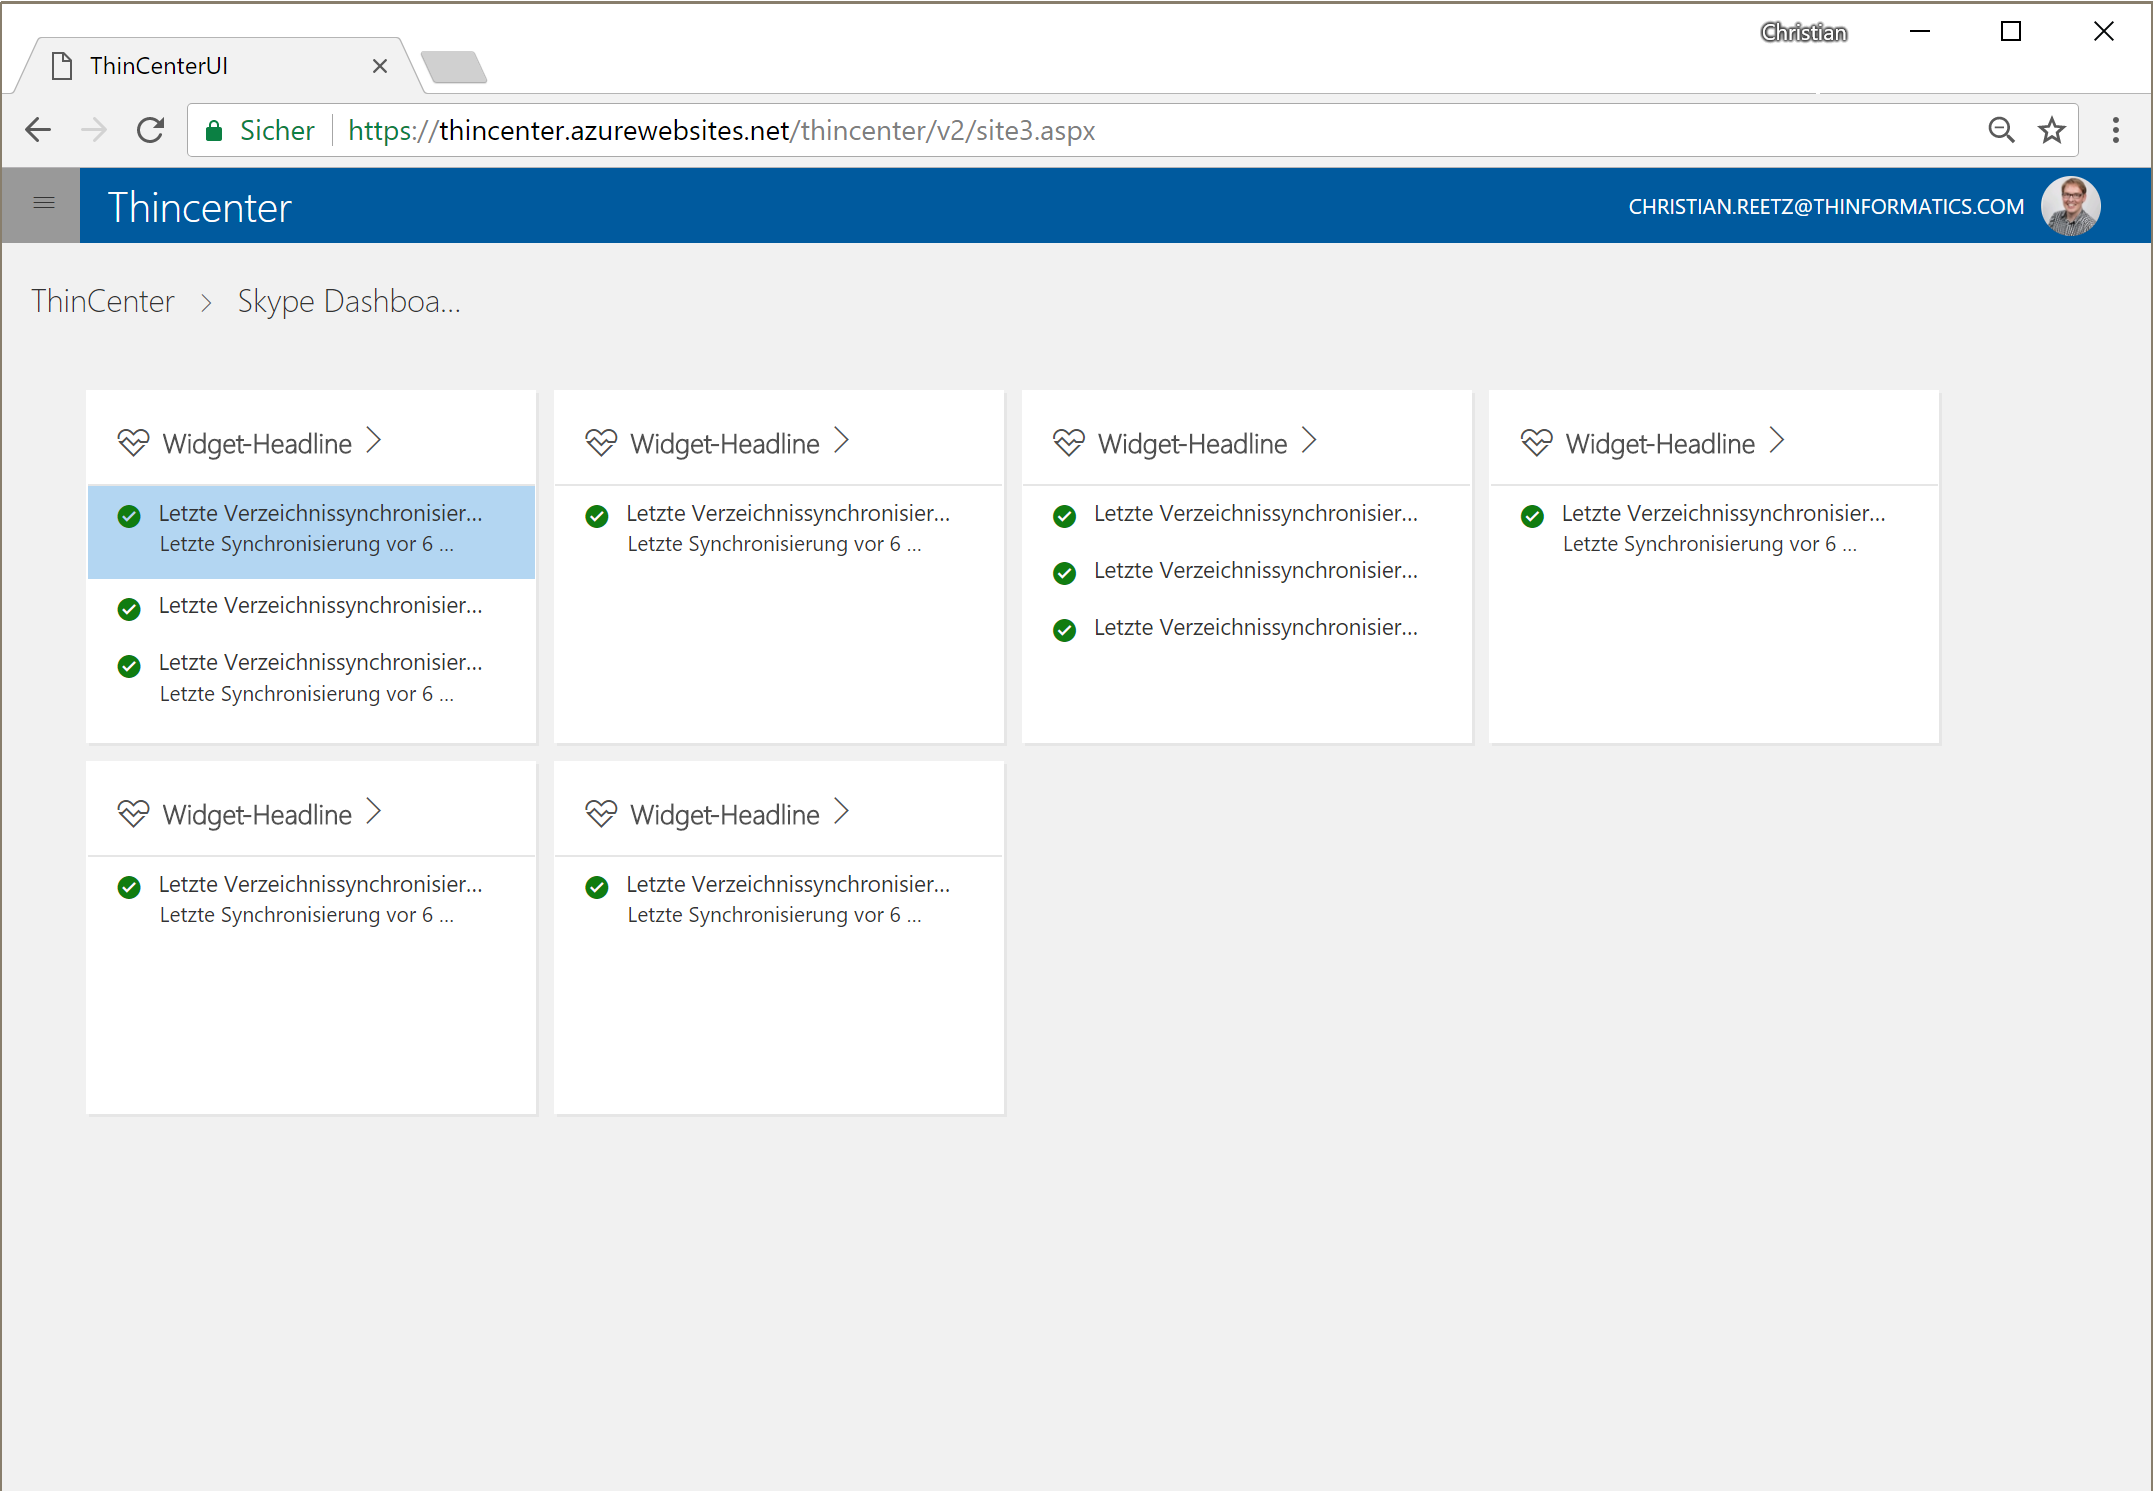 Christian
ThinCenterUI
Sicher https://thincenter.azurewebsites.net/thincenter/v2/site3.aspx
Thincenter CHRISTIAN.REETZ@THINFORMATICS.COM
ThinCenter > Skype Dashboa...
Widget-Headline
Letzte Verzeichnissynchronisier...
Letzte Synchronisierung vor 6 ...
Letzte Verzeichnissynchronisier...
Letzte Verzeichnissynchronisier...
Letzte Synchronisierung vor 6 ...
Widget-Headline
Letzte Verzeichnissynchronisier...
Letzte Synchronisierung vor 6 ...
Widget-Headline
Letzte Verzeichnissynchronisier...
Letzte Verzeichnissynchronisier...
Letzte Verzeichnissynchronisier...
Widget-Headline
Letzte Verzeichnissynchronisier...
Letzte Synchronisierung vor 6 ...
Widget-Headline
Letzte Verzeichnissynchronisier...
Letzte Synchronisierung vor 6 ...
Widget-Headline
Letzte Verzeichnissynchronisier...
Letzte Synchronisierung vor 6 ...